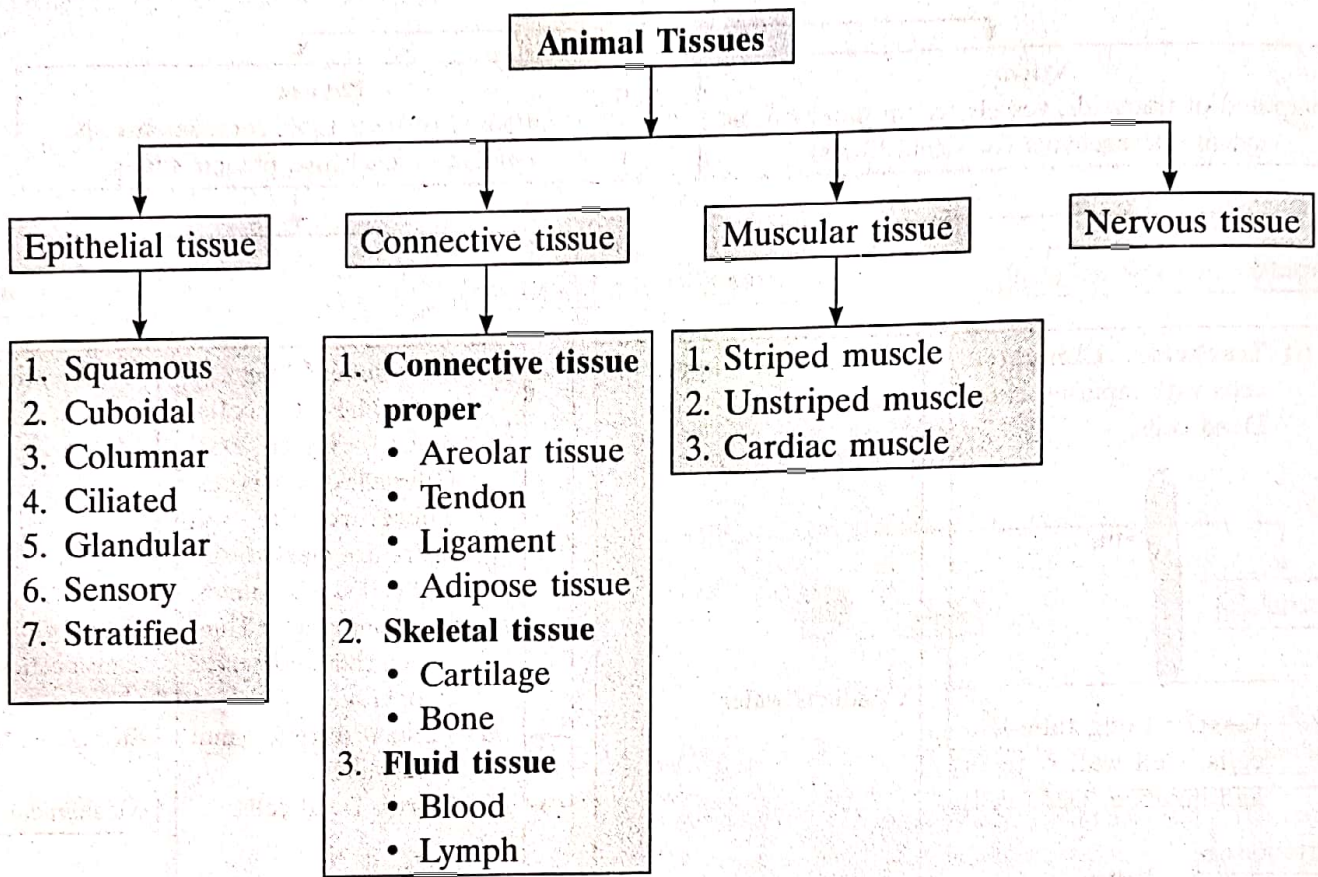 Animal Tissues
Epithelial tissue
Connective tissue
Muscular tissue
Nervous tissue
1. Squamous
2. Cuboidal
3. Columnar
4. Ciliated
5. Glandular
6. Sensory
7. Stratified
1. Connective tissue
proper
• Areolar tissue
• Tendon
• Ligament
• Adipose tissue
2. Skeletal tissue
• Cartilage
• Bone
3. Fluid tissue
• Blood
• Lymph
1. Striped muscle
2. Unstriped muscle
3. Cardiac muscle